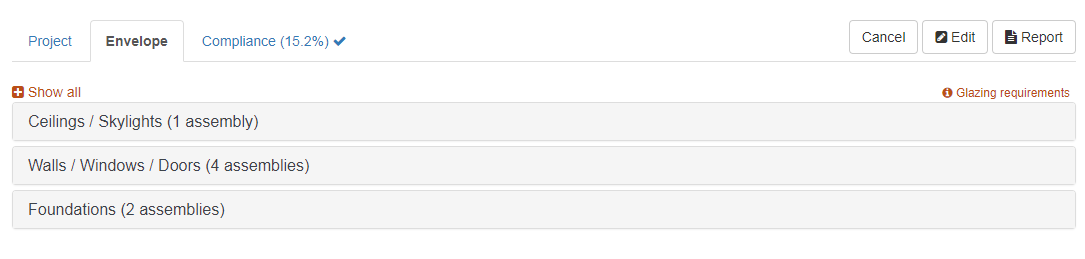 Project Envelope Compliance (15.2%) Cancel Edit Report
Show all Glazing requirements
Ceilings / Skylights (1 assembly)
Walls / Windows / Doors (4 assemblies)
Foundations (2 assemblies)